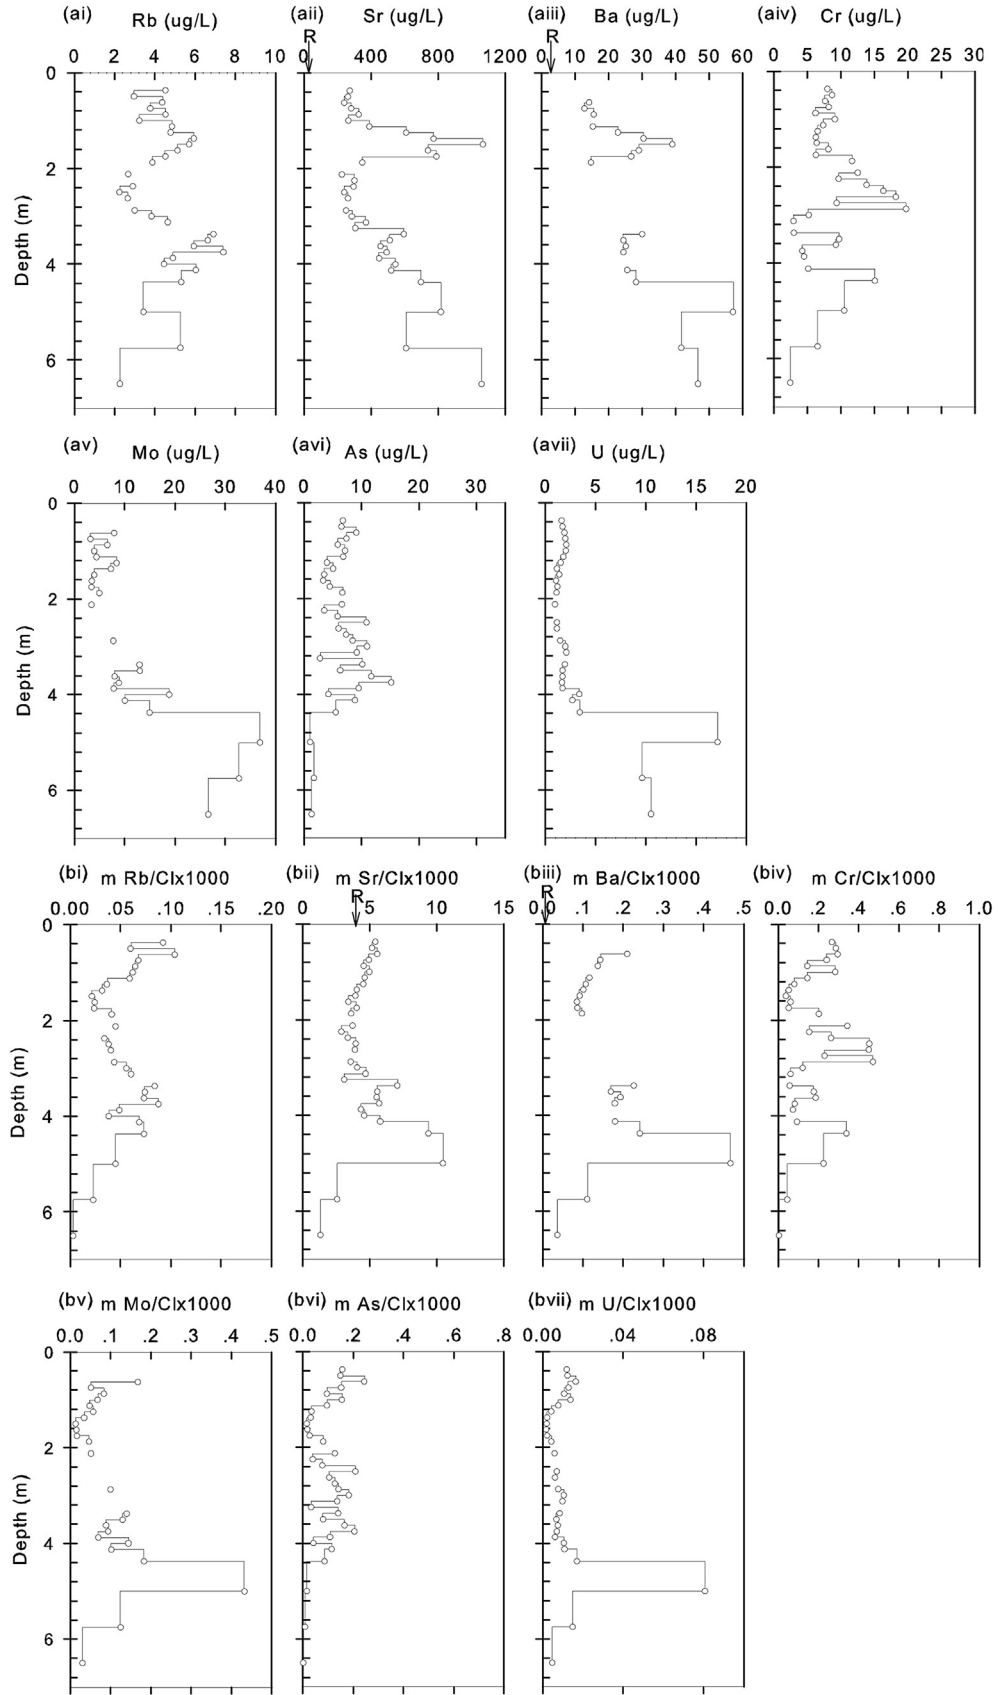 (ai) Rb (ug/L) (aii) Sr (ug/L) (aiii) Ba (ug/L) (aiv) Cr (ug/L)
R R
0 2 4 6 8 10 0 400 800 1200 0 10 20 30 40 50 60 0 5 10 15 20 25 30
0
2
4
6
Depth (m)
(av) Mo (ug/L) (avi) As (ug/L) (avii) U (ug/L)
0 10 20 30 40 0 10 20 30 0 5 10 15 20
0
2
4
6
Depth (m)
(bi) m Rb/Clx1000 (bii) m Sr/Clx1000 (biii) m Ba/Clx1000 (biv) m Cr/Clx1000
R R
0.00 .05 .10 .15 .20 0 5 10 15 0.0 .1 .2 .3 .4 .5 0.0 .2 .4 .6 .8 1.0
0
2
4
6
Depth (m)
(bv) m Mo/Clx1000 (bvi) m As/Clx1000 (bvii) m U/Clx1000
0.0 .1 .2 .3 .4 .5 0.0 .2 .4 .6 .8 0.00 .04 .08
0
2
4
6
Depth (m)